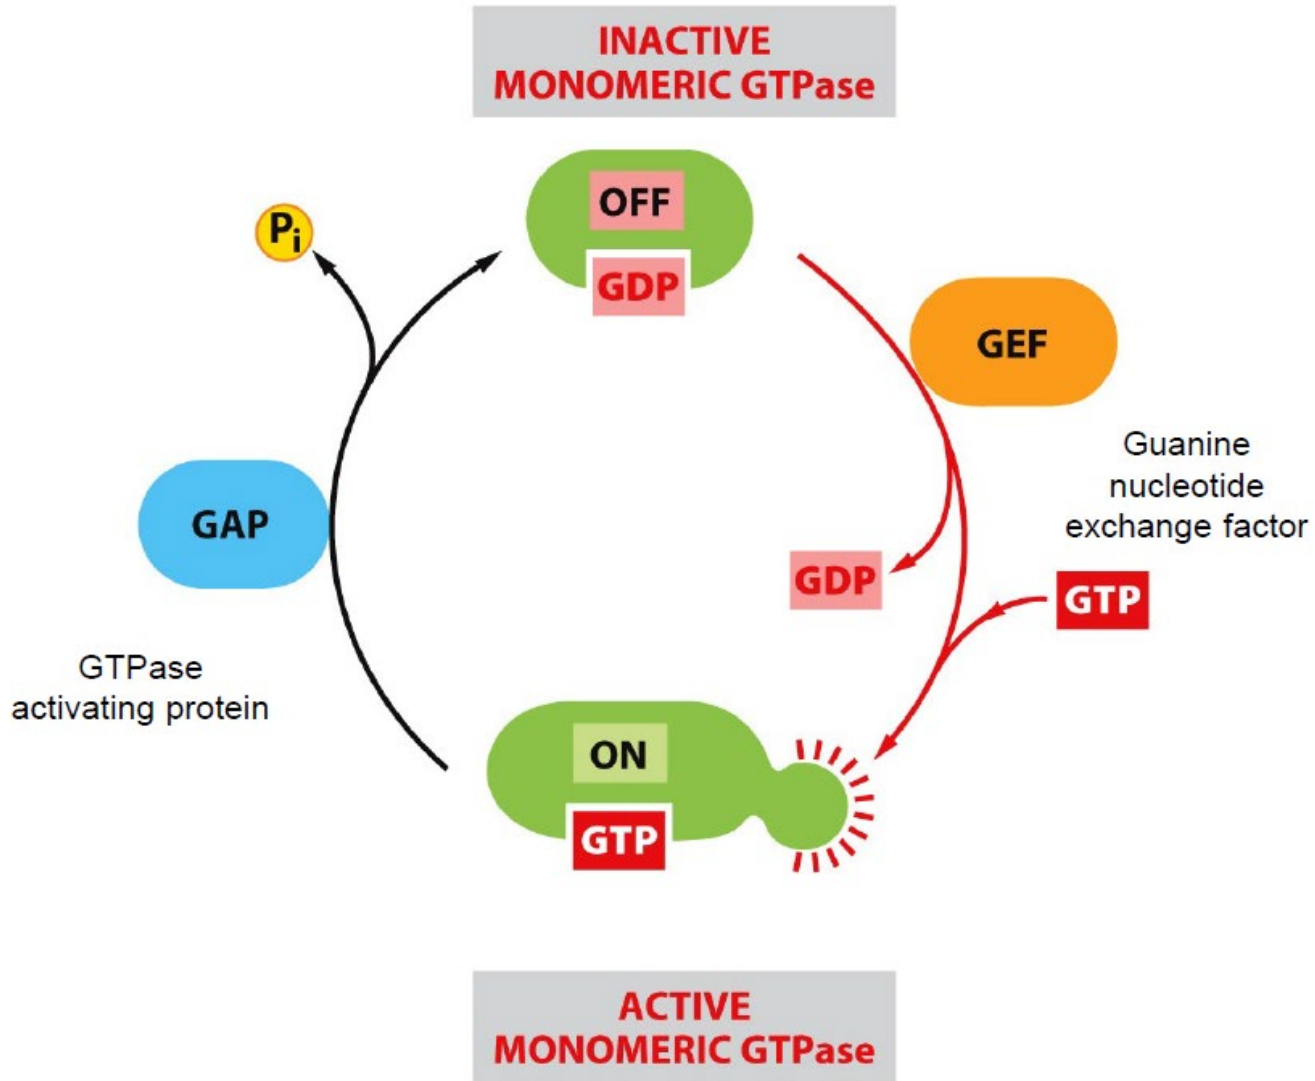 INACTIVE
MONOMERIC GTPase
OFF
GDP
Pi
GEF
Guanine
nucleotide
exchange factor
GAP
GDP
GTP
GTPase
activating protein
ON
GTP
ACTIVE
MONOMERIC GTPase